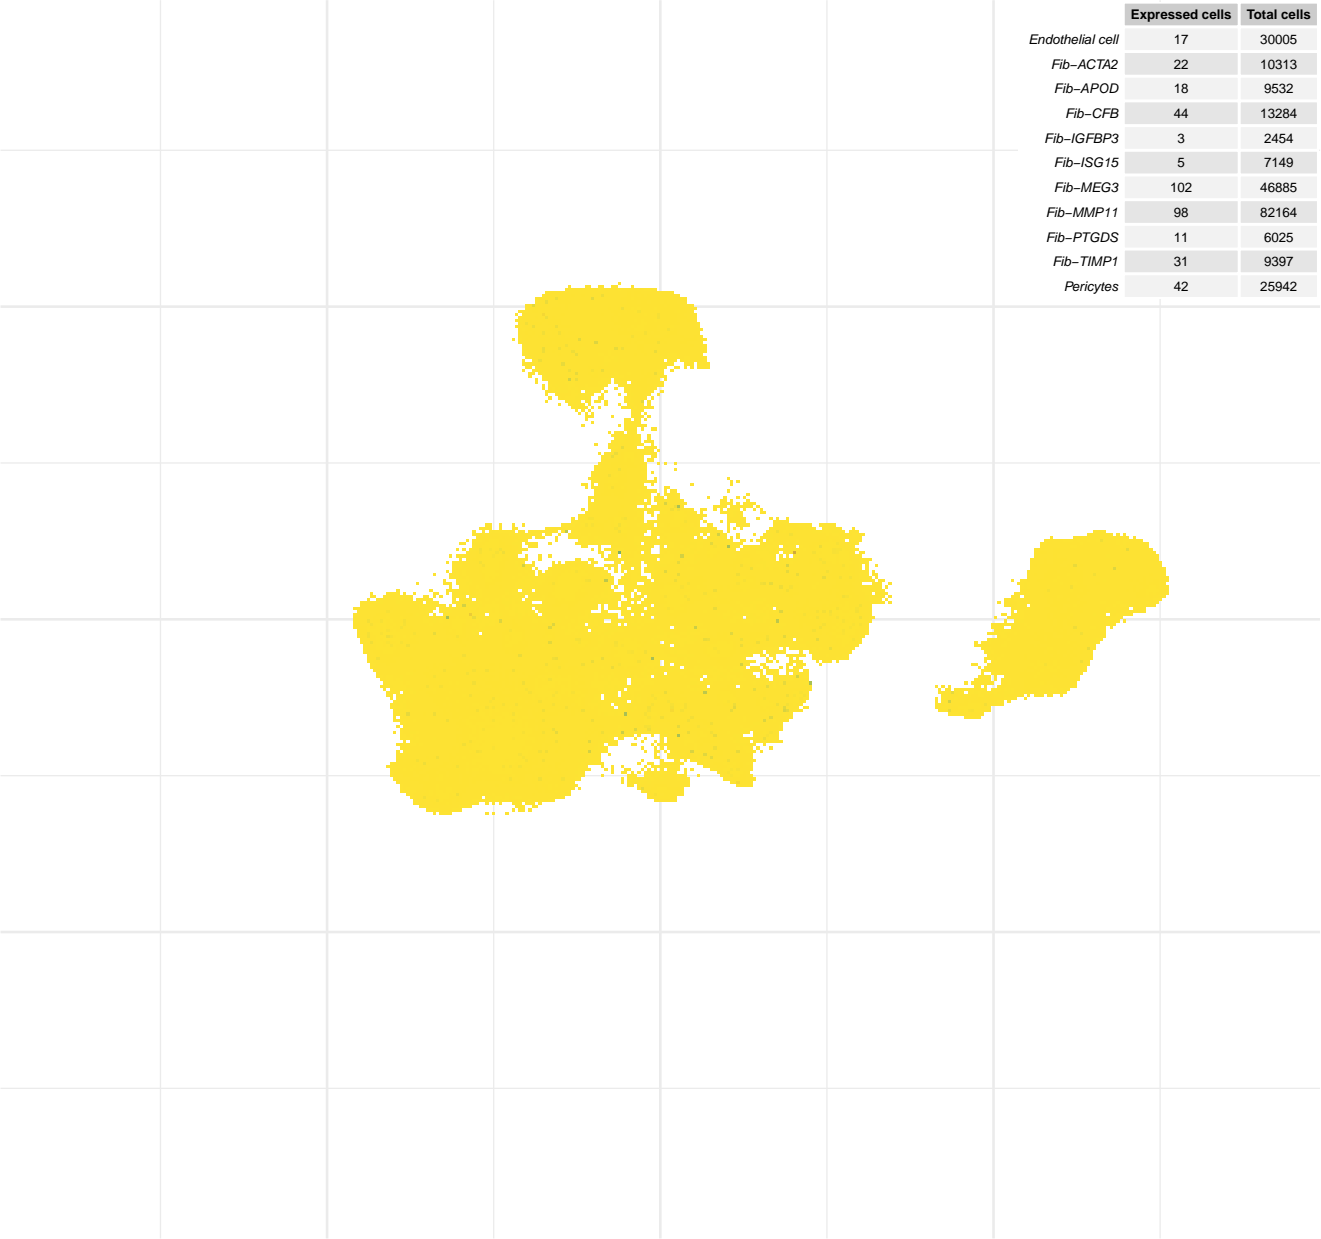 Expressed cells Total cells
Endothelial cell 17 30005
Fib−ACTA2 22 10313
Fib−APOD 18 9532
Fib−CFB 44 13284
Fib−IGFBP3 3 2454
Fib−ISG15 5 7149
Fib−MEG3 102 46885
Fib−MMP11 98 82164
Fib−PTGDS 11 6025
Fib−TIMP1 31 9397
Pericytes 42 25942